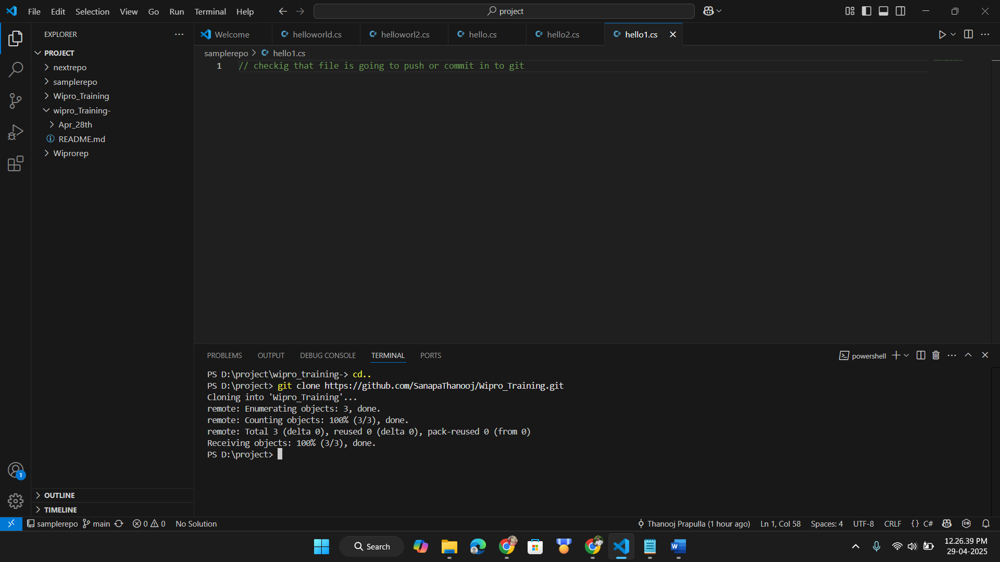 File Edit Selection View Go Run Terminal Help
project
EXPLORER
PROJECT
nextrepo
samplerepo
Wipro_Training
wipro_Training-
Apr_28th
README.md
Wiprorep
OUTLINE
TIMELINE
Welcome helloworld.cs helloworl2.cs hello.cs hello2.cs hello1.cs
samplerepo > hello1.cs
1 // checkig that file is going to push or commit in to git
PROBLEMS OUTPUT DEBUG CONSOLE TERMINAL PORTS
powershell
PS D:\project\wipro_training-> cd..
PS D:\project> git clone https://github.com/SanapaThanooj/Wipro_Training.git
Cloning into 'Wipro_Training'...
remote: Enumerating objects: 3, done.
remote: Counting objects: 100% (3/3), done.
remote: Total 3 (delta 0), reused 0 (delta 0), pack-reused 0 (from 0)
Receiving objects: 100% (3/3), done.
PS D:\project>
1
samplerepo main 0 0 No Solution
Thanooj Prapulla (1 hour ago) Ln 1, Col 58 Spaces: 4 UTF-8 CRLF {} C#
Search
12.26.39 PM
29-04-2025